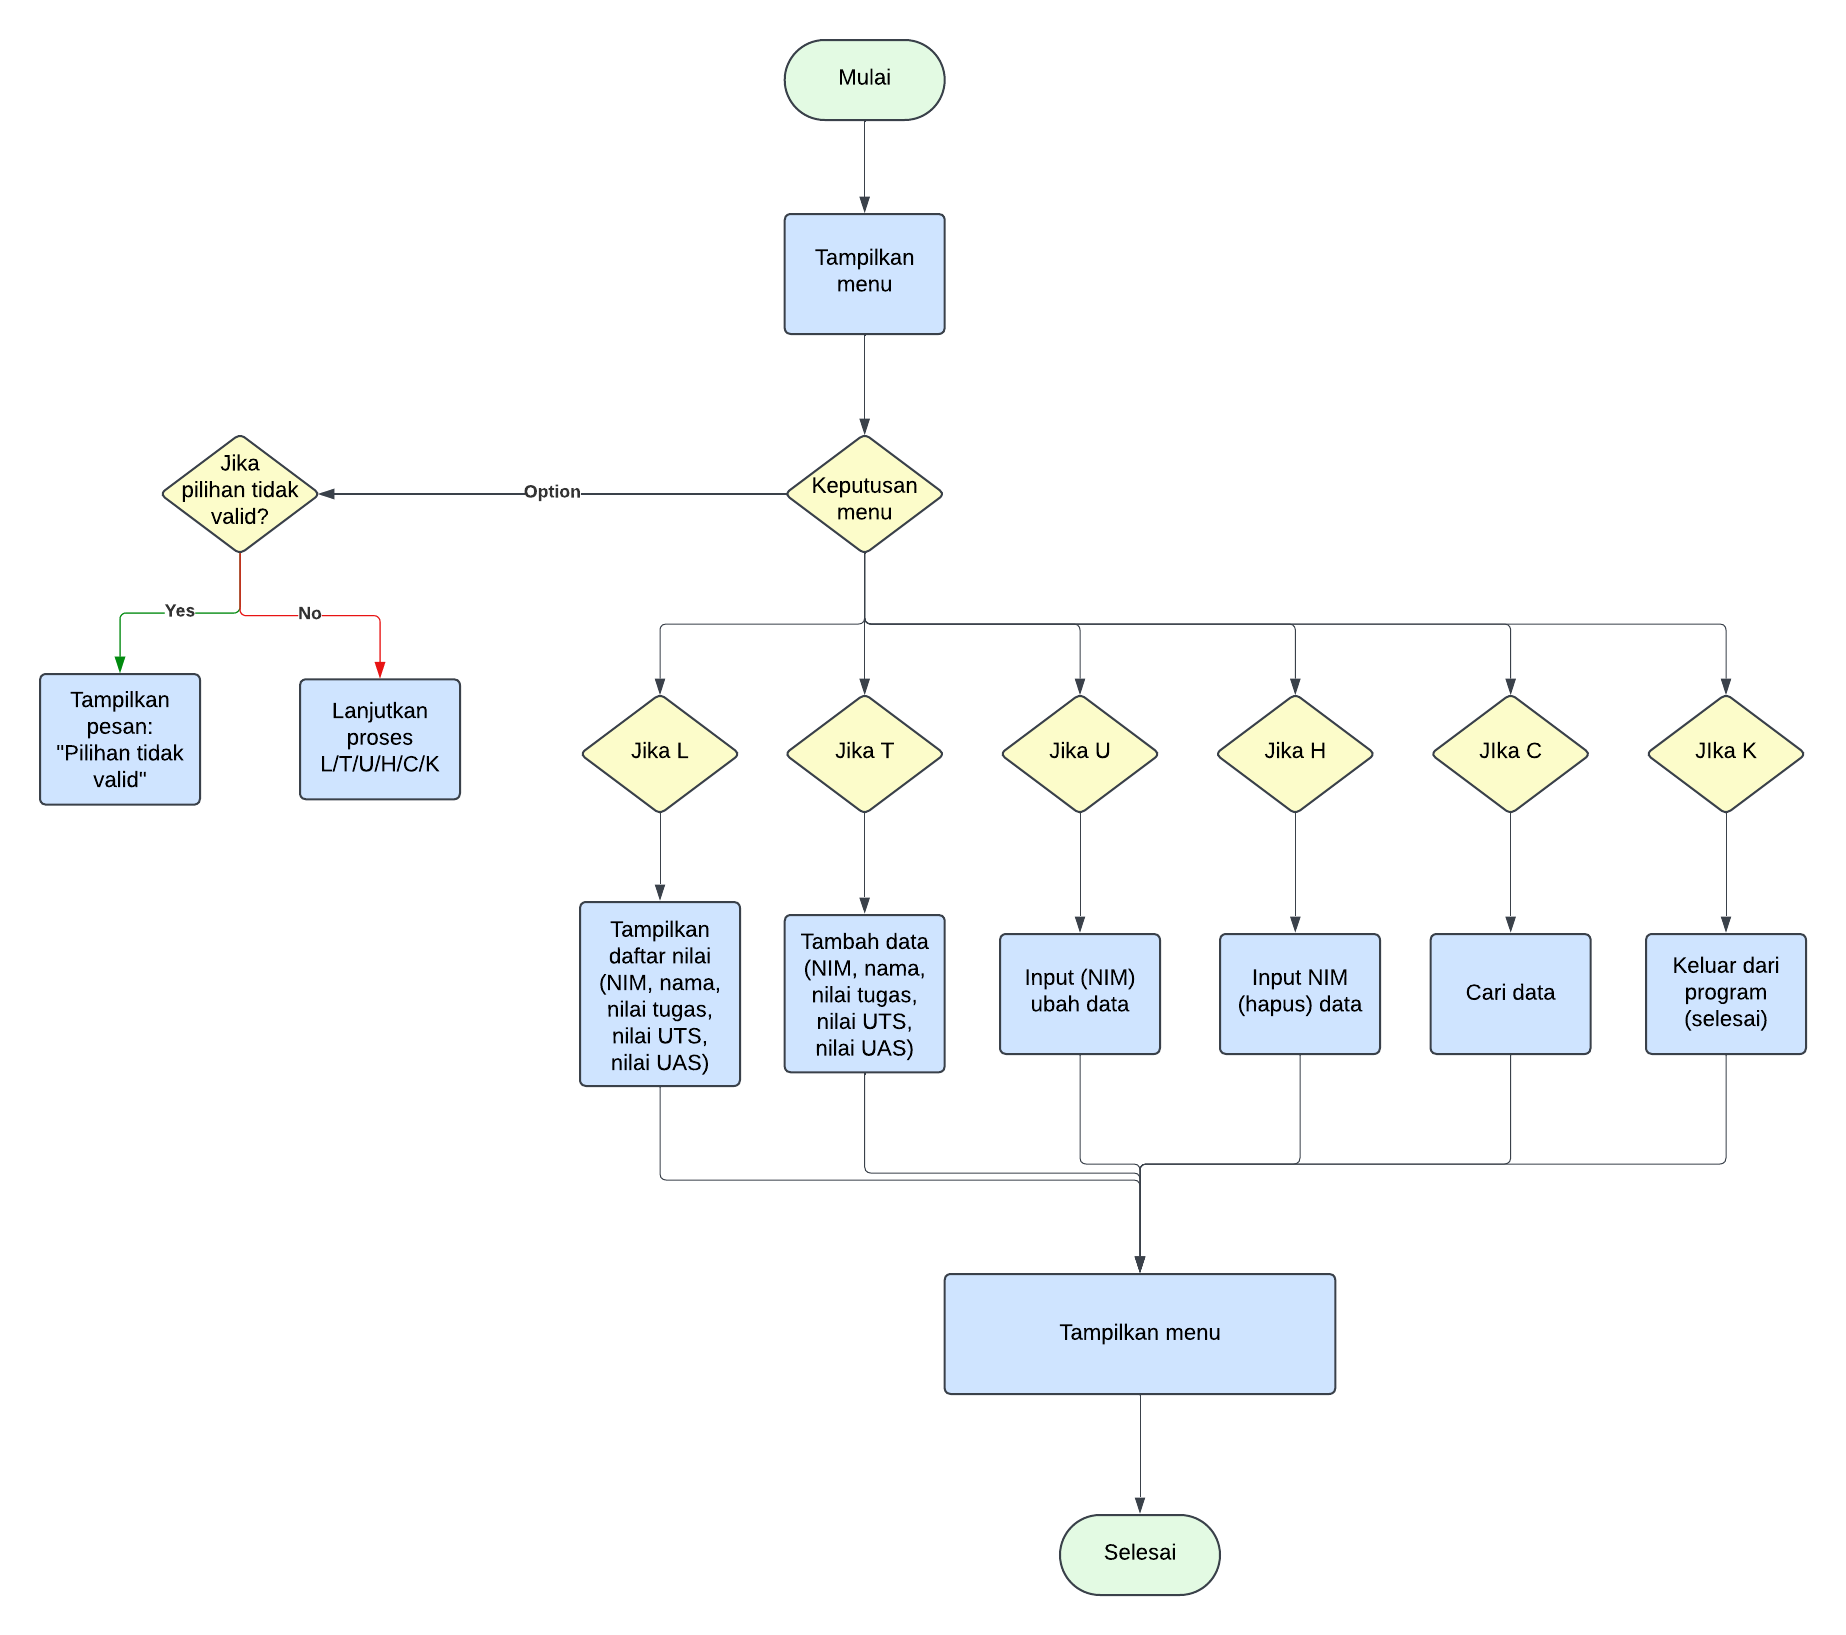 Mulai
Tampilkan
menu
Keputusan
menu
Option
Jika
pilihan tidak
valid?
Yes
No
Tampilkan
pesan:
"Pilihan tidak
valid"
Lanjutkan
proses
L/T/U/H/C/K
Jika L
Jika T
Jika U
Jika H
JIka C
JIka K
Tampilkan
daftar nilai
(NIM, nama,
nilai tugas,
nilai UTS,
nilai UAS)
Tambah data
(NIM, nama,
nilai tugas,
nilai UTS,
nilai UAS)
Input (NIM)
ubah data
Input NIM
(hapus) data
Cari data
Keluar dari
program
(selesai)
Tampilkan menu
Selesai